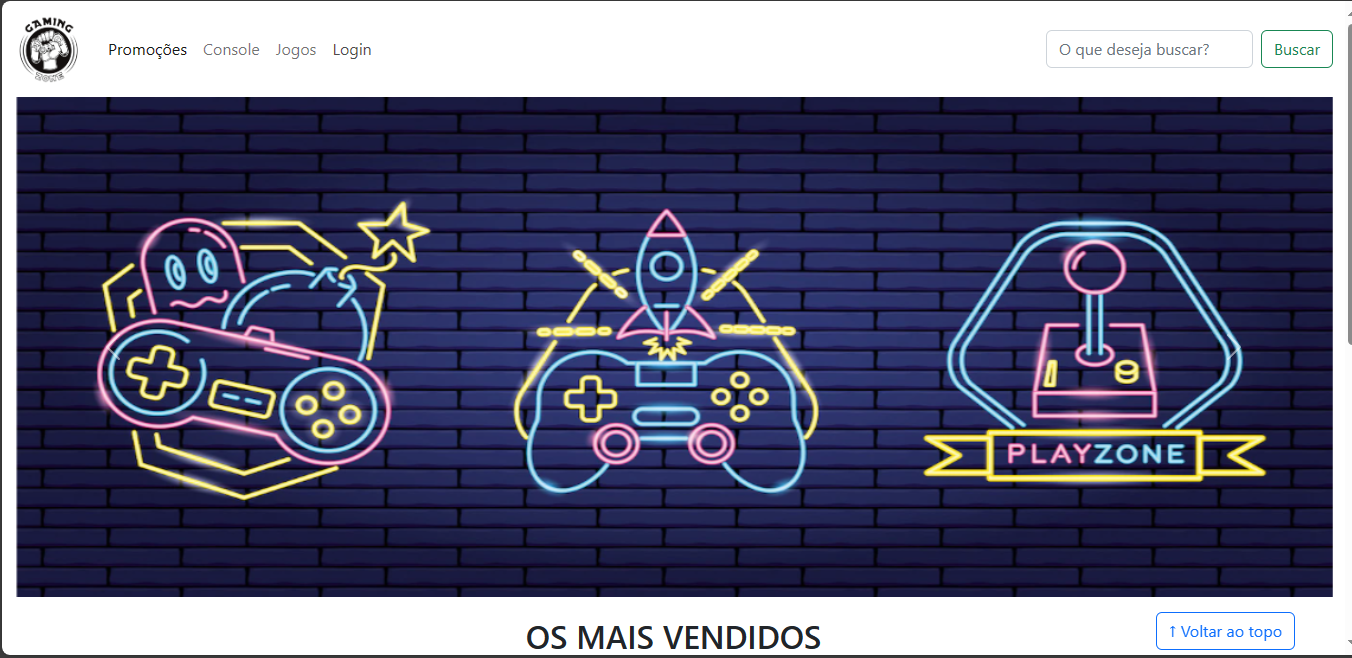 GAMING
ZONE
Promoções Console Jogos Login
O que deseja buscar? Buscar
PLAYZONE
OS MAIS VENDIDOS
↑ Voltar ao topo